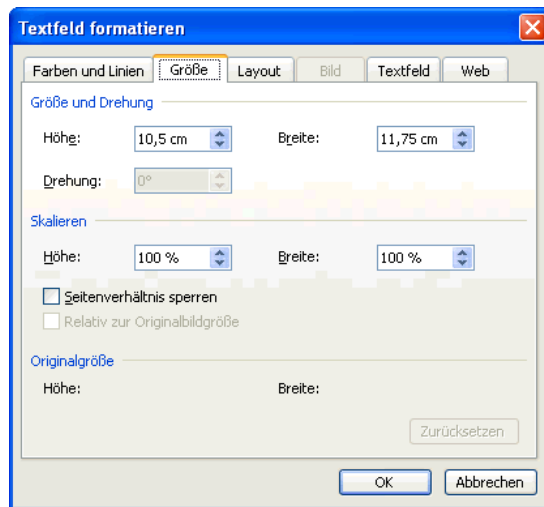 Textfeld formatieren
Farben und Linien Größe Layout Bild Textfeld Web
Größe und Drehung
Höhe: 10,5 cm Breite: 11,75 cm
Drehung: 0°
Skalieren
Höhe: 100 % Breite: 100 %
Seitenverhältnis sperren
Relativ zur Originalbildgröße
Originalgröße
Höhe: Breite:
Zurücksetzen
OK Abbrechen